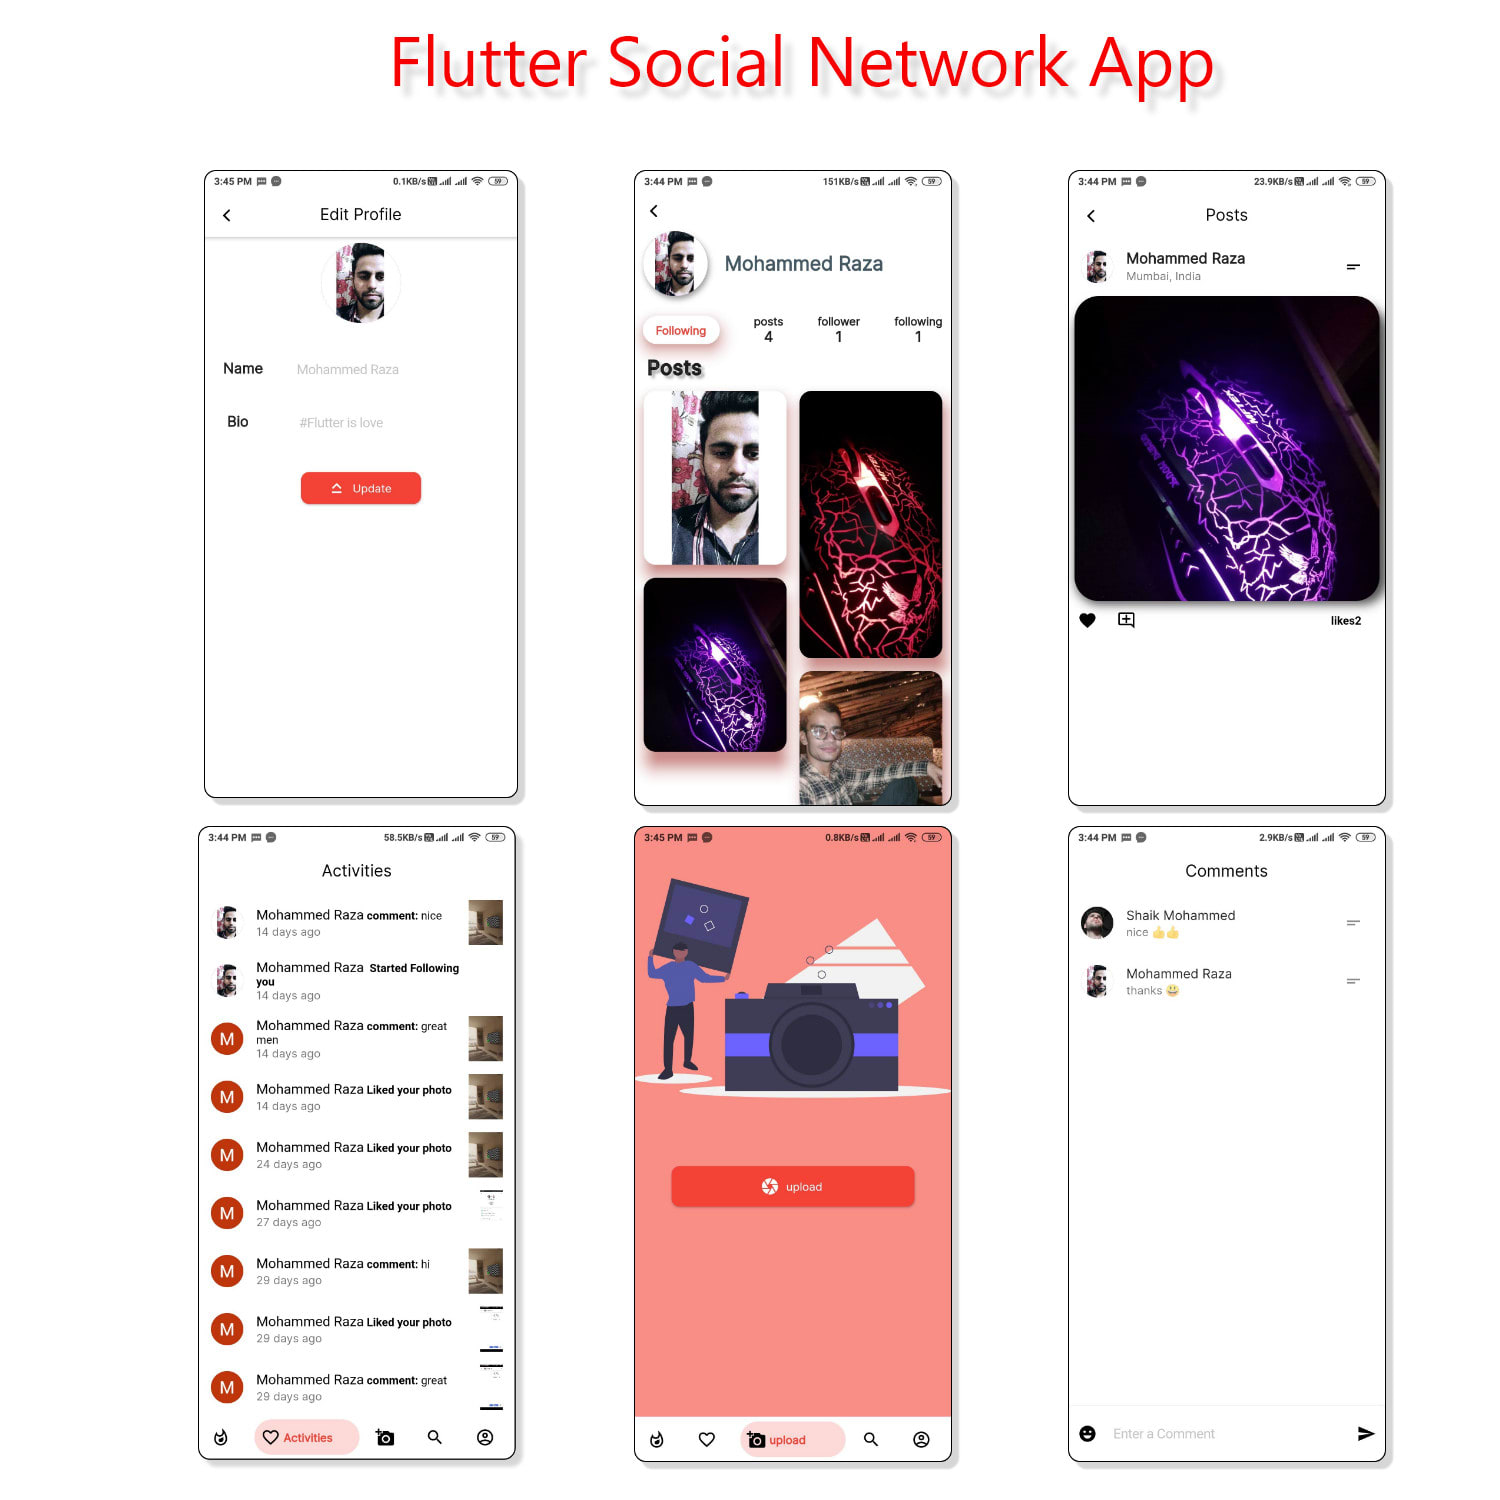 Flutter Social Network App
3:45 PM 0.1KB/s 59
Edit Profile
Name Mohammed Raza
Bio #Flutter is love
Update
3:44 PM 151KB/s 59
Mohammed Raza
Following posts 4 follower 1 following 1
Posts
3:44 PM 23.9KB/s 59
Posts
Mohammed Raza
Mumbai, India
likes2
3:44 PM 58.5KB/s 59
Activities
Mohammed Raza comment: nice
14 days ago
Mohammed Raza Started Following
you
14 days ago
Mohammed Raza comment: great
men
14 days ago
Mohammed Raza Liked your photo
14 days ago
Mohammed Raza Liked your photo
24 days ago
Mohammed Raza Liked your photo
27 days ago
Mohammed Raza comment: hi
29 days ago
Mohammed Raza Liked your photo
29 days ago
Mohammed Raza comment: great
29 days ago
M
M
M
M
M
M
M
Activities
3:45 PM 0.8KB/s 59
upload
upload
3:44 PM 2.9KB/s 59
Comments
Shaik Mohammed
nice 👍👍
Mohammed Raza
thanks 😃
Enter a Comment